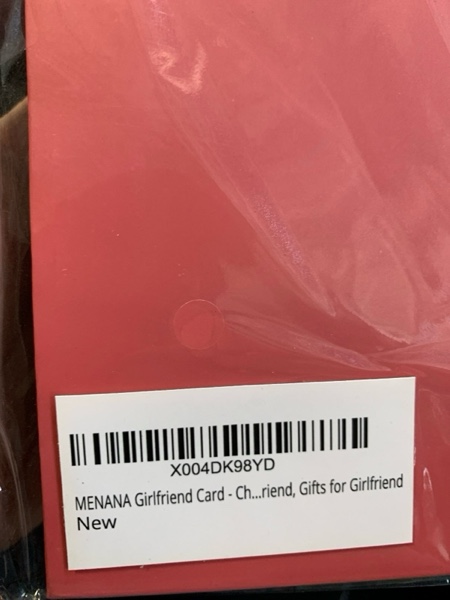 X004DK98YD
MENANA Girlfriend Card - Ch...riend, Gifts for Girlfriend
New